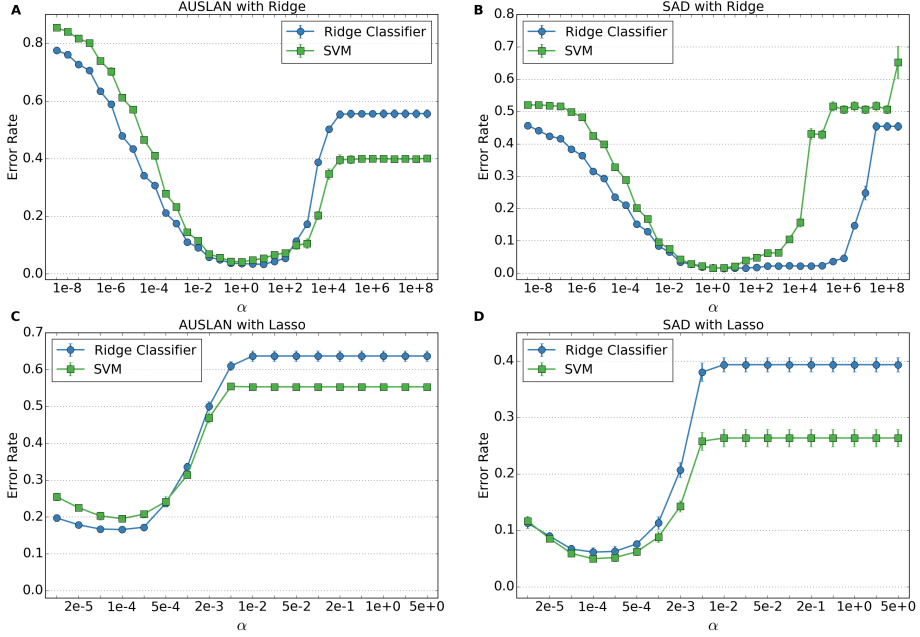 A
AUSLAN with Ridge
Ridge Classifier
SVM
Error Rate
0.8
0.6
0.4
0.2
0.0
1e-8 1e-6 1e-4 1e-2 1e+0 1e+2 1e+4 1e+6 1e+8
α
B
SAD with Ridge
Ridge Classifier
SVM
Error Rate
0.8
0.7
0.6
0.5
0.4
0.3
0.2
0.1
0.0
1e-8 1e-6 1e-4 1e-2 1e+0 1e+2 1e+4 1e+6 1e+8
α
C
AUSLAN with Lasso
Ridge Classifier
SVM
Error Rate
0.7
0.6
0.5
0.4
0.3
0.2
0.1
0.0
2e-5 1e-4 5e-4 2e-3 1e-2 5e-2 2e-1 1e+0 5e+0
α
D
SAD with Lasso
Ridge Classifier
SVM
Error Rate
0.4
0.3
0.2
0.1
0.0
2e-5 1e-4 5e-4 2e-3 1e-2 5e-2 2e-1 1e+0 5e+0
α